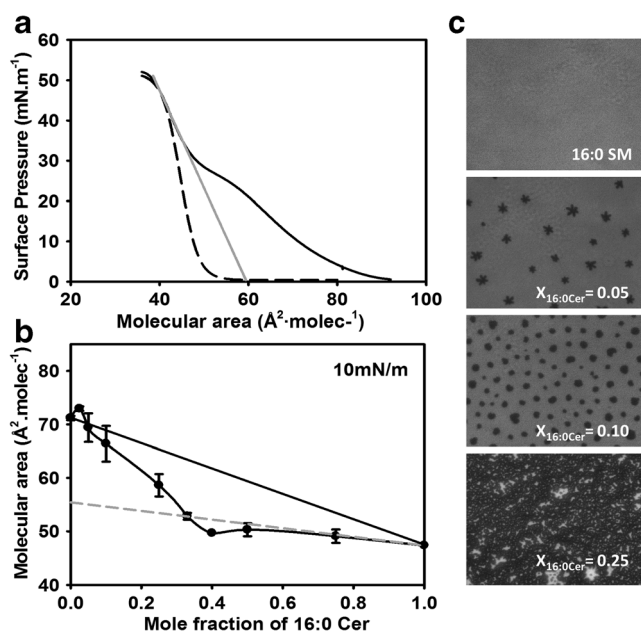 a
60
50
40
30
20
10
0
Surface Pressure (mN.m⁻¹)
20 40 60 80 100
Molecular area (Å²·molec-¹)
b
10mN/m
80
70
60
50
40
Molecular area (Å².molec⁻¹)
0.0 0.2 0.4 0.6 0.8 1.0
Mole fraction of 16:0 Cer
c
16:0 SM
X16:0Cer = 0.05
X16:0Cer = 0.10
X16:0Cer = 0.25